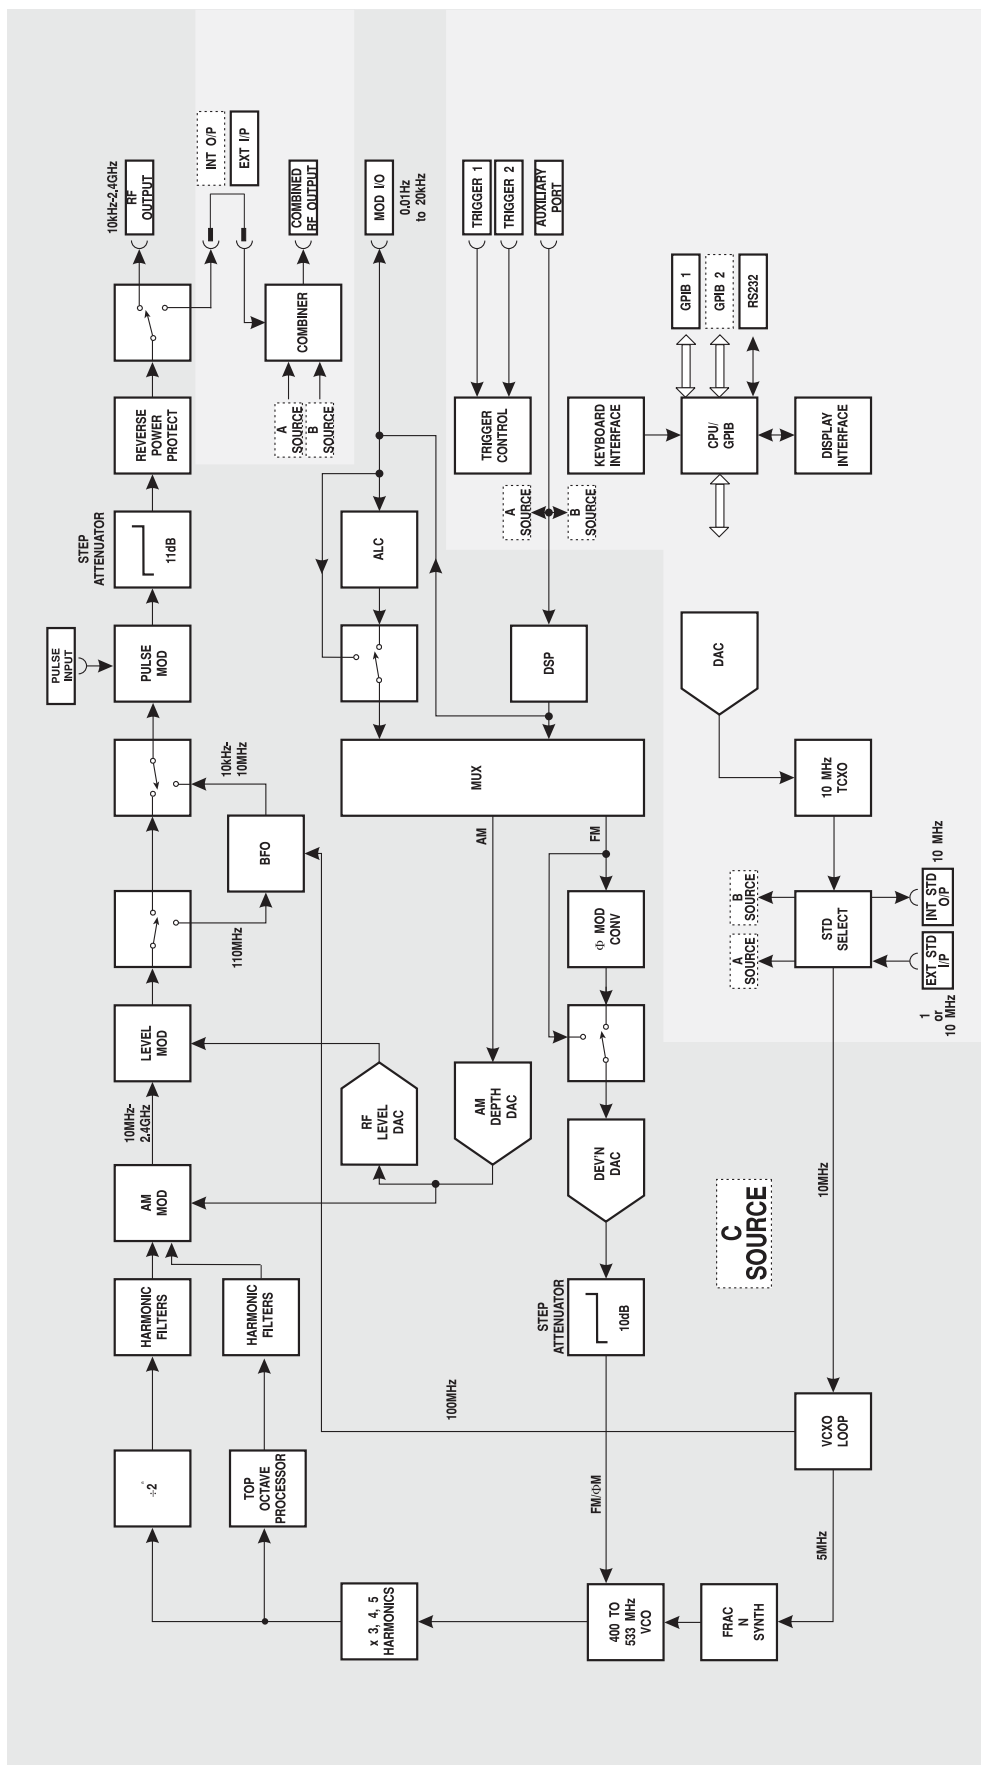 ÷2ⁿ
HARMONIC
FILTERS
AM
MOD
10MHz-
2.4GHz
LEVEL
MOD
PULSE
INPUT
PULSE
MOD
STEP
ATTENUATOR
11dB
REVERSE
POWER
PROTECT
10kHz-2.4GHz
RF
OUTPUT
INT O/P
EXT I/P
TOP
OCTAVE
PROCESSOR
HARMONIC
FILTERS
110MHz
BFO
10kHz-
10MHz
A
SOURCE
B
SOURCE
COMBINER
COMBINED
RF OUTPUT
x 3, 4, 5
HARMONICS
100MHz
RF
LEVEL
DAC
ALC
MOD I/O
0.01Hz
to 20kHz
AM
DEPTH
DAC
AM
MUX
TRIGGER
CONTROL
TRIGGER 1
TRIGGER 2
A
SOURCE
B
SOURCE
DSP
AUXILIARY
PORT
400 TO
533 MHz
VCO
FM/ΦM
STEP
ATTENUATOR
10dB
DEV'N
DAC
Φ MOD
CONV
FM
KEYBOARD
INTERFACE
CPU/
GPIB
GPIB 1
GPIB 2
RS232
DISPLAY
INTERFACE
FRAC
N
SYNTH
5MHz
VCXO
LOOP
C
SOURCE
10MHz
A
SOURCE
B
SOURCE
STD
SELECT
10 MHz
TCXO
DAC
1
or
10 MHz
EXT STD
I/P
INT STD
O/P
10 MHz